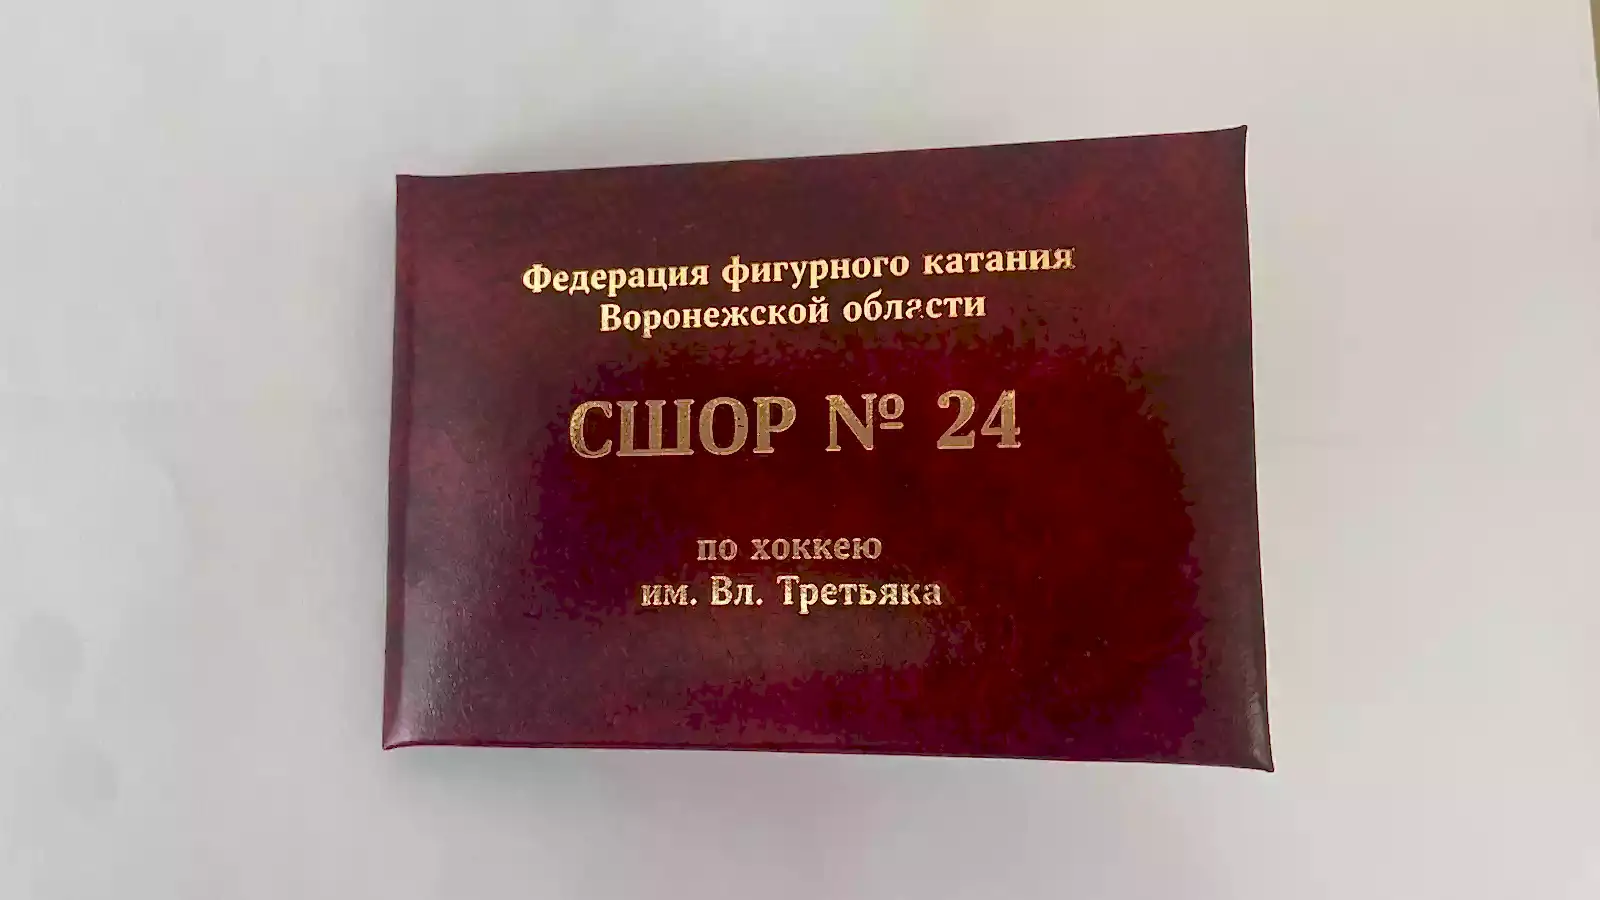 Федерация фигурного катания
Воронежской области
СШОР № 24
по хоккею
им. Вл. Третьяка